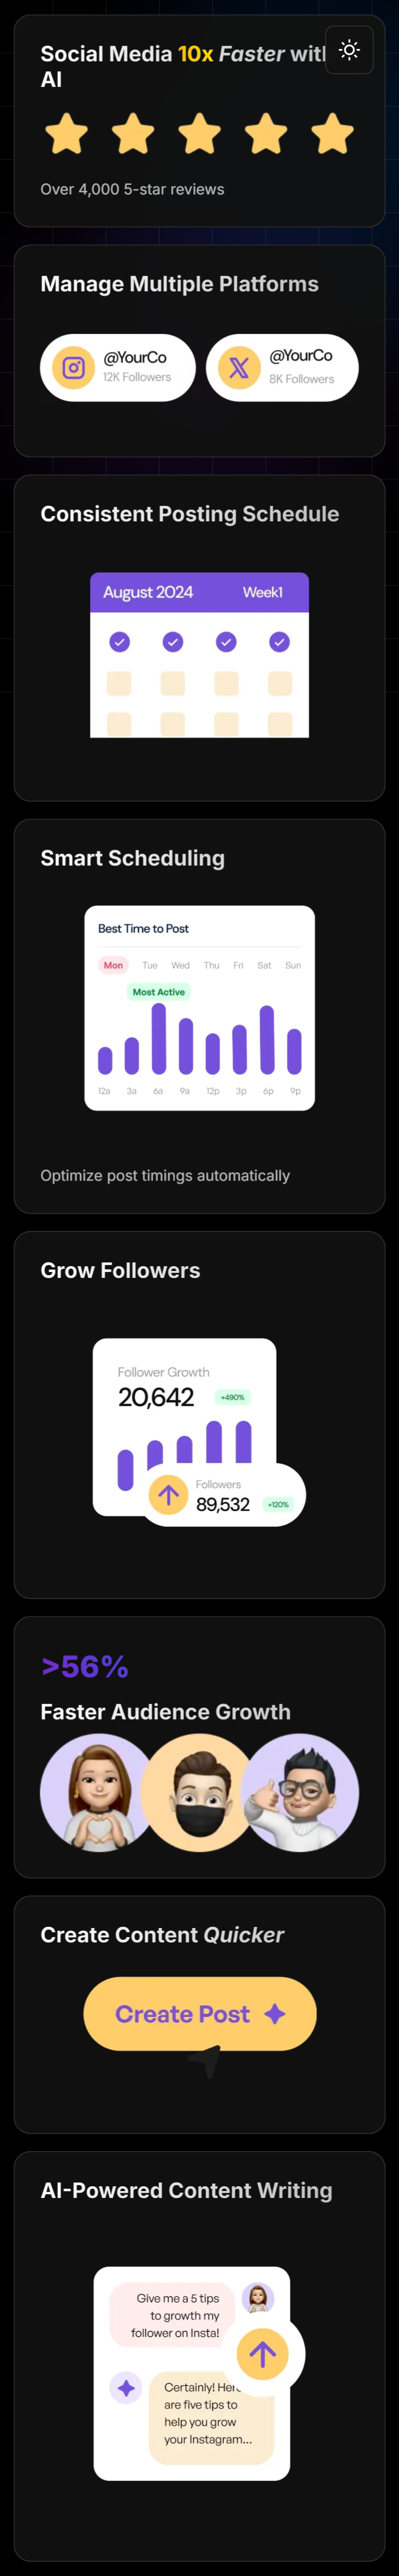 Social Media 10x Faster with
AI
Over 4,000 5-star reviews
Manage Multiple Platforms
@YourCo
12K Followers
@YourCo
8K Followers
Consistent Posting Schedule
August 2024 Week1
Smart Scheduling
Best Time to Post
Mon Tue Wed Thu Fri Sat Sun
Most Active
12a 3a 6a 9a 12p 3p 6p 9p
Optimize post timings automatically
Grow Followers
Follower Growth
20,642 +490%
Followers
89,532 +120%
>56%
Faster Audience Growth
Create Content Quicker
Create Post
AI-Powered Content Writing
Give me a 5 tips
to growth my
follower on Insta!
Certainly! Here
are five tips to
help you grow
your Instagram...